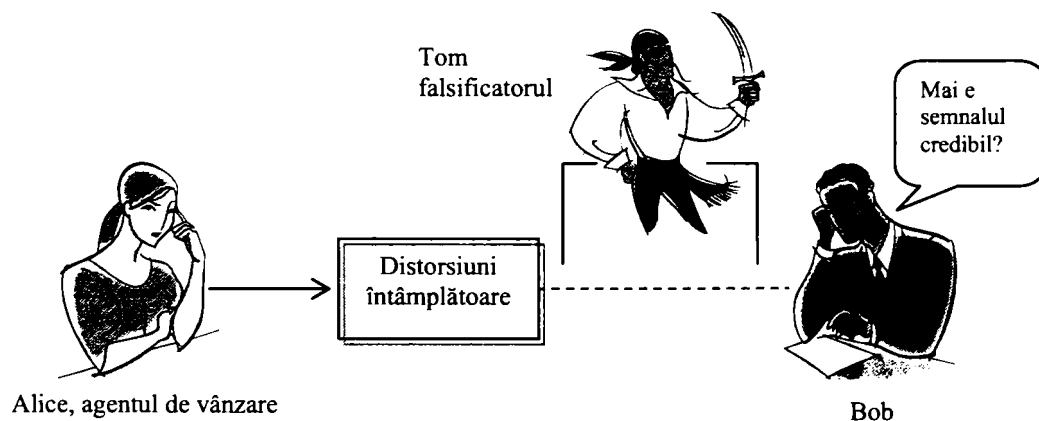 Tom
falsificatorul
Mai e
semnalul
credibil?
Distorsiuni
întâmplătoare
Alice, agentul de vânzare
Bob